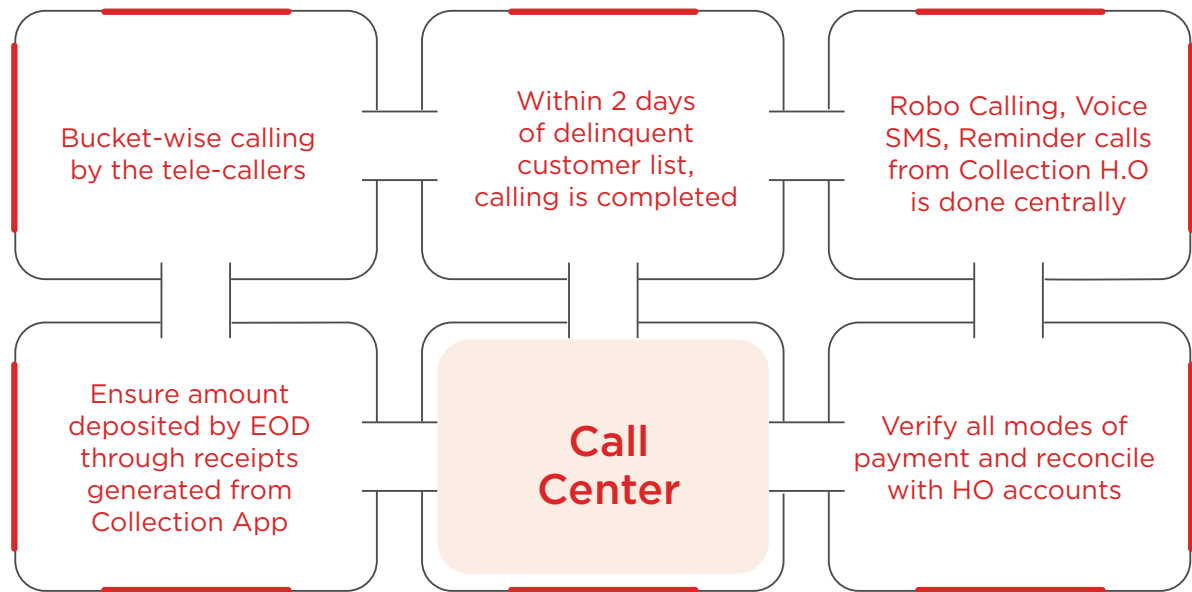 Bucket-wise calling
by the tele-callers
Within 2 days
of delinquent
customer list,
calling is completed
Robo Calling, Voice
SMS, Reminder calls
from Collection H.O
is done centrally
Ensure amount
deposited by EOD
through receipts
generated from
Collection App
Call
Center
Verify all modes of
payment and reconcile
with HO accounts